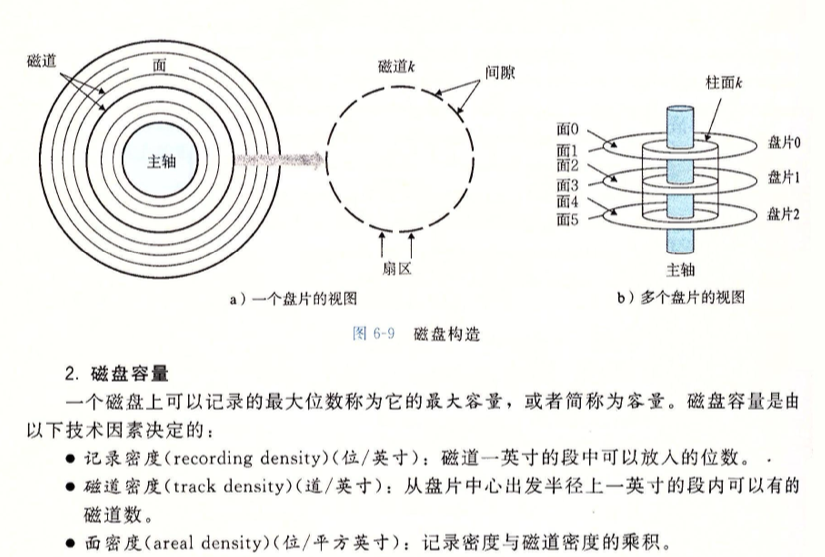 磁道
面
主轴
磁道k
间隙
扇区
a）一个盘片的视图
柱面k
面0
面1
面2
面3
面4
面5
盘片0
盘片1
盘片2
主轴
b）多个盘片的视图
图 6-9 磁盘构造
2. 磁盘容量
一个磁盘上可以记录的最大位数称为它的最大容量，或者简称为容量。磁盘容量是由
以下技术因素决定的：
● 记录密度(recording density)(位/英寸)：磁道一英寸的段中可以放入的位数。
● 磁道密度(track density)(道/英寸)：从盘片中心出发半径上一英寸的段内可以有的
磁道数。
● 面密度(areal density)(位/平方英寸)：记录密度与磁道密度的乘积。